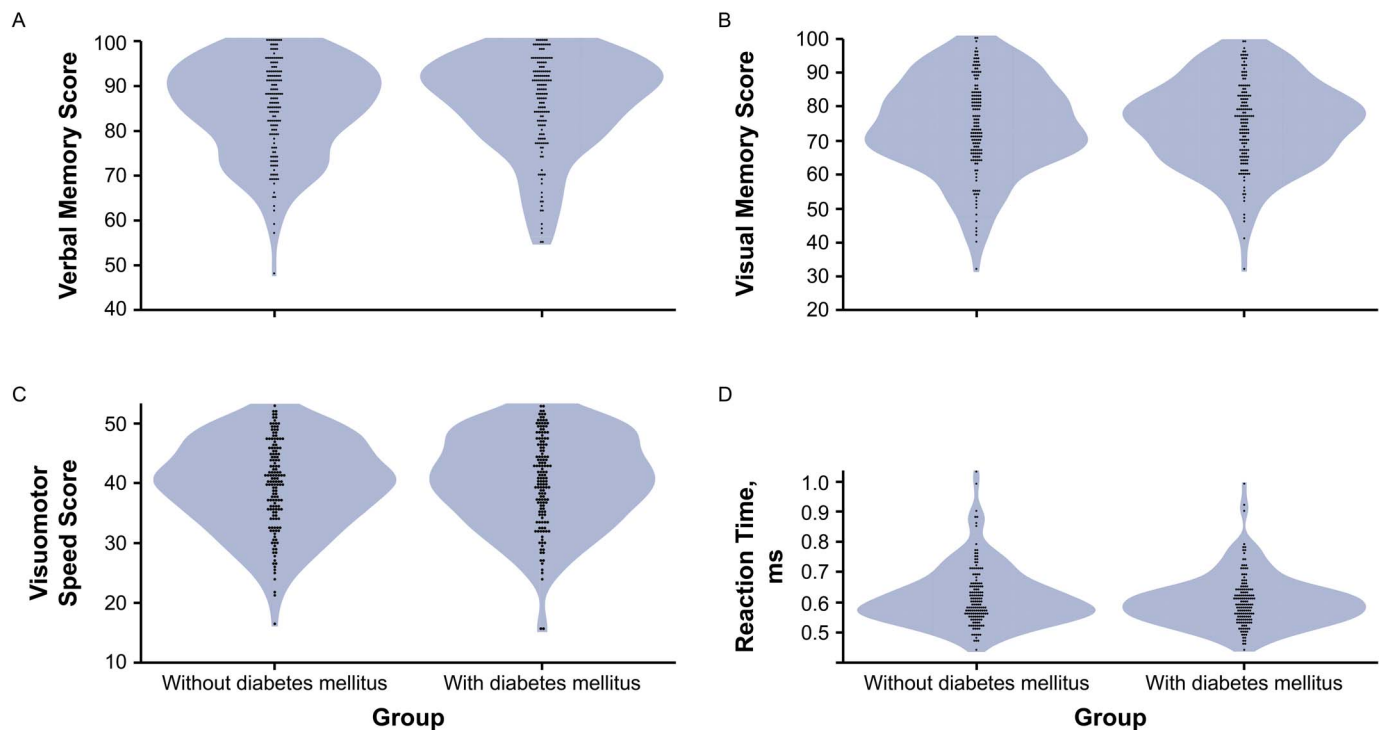 A
Verbal Memory Score
100
90
80
70
60
50
40
B
Visual Memory Score
100
90
80
70
60
50
40
30
20
C
Visuomotor
Speed Score
50
40
30
20
10
Without diabetes mellitus
With diabetes mellitus
Group
D
Reaction Time,
ms
1.0
0.9
0.8
0.7
0.6
0.5
Without diabetes mellitus
With diabetes mellitus
Group